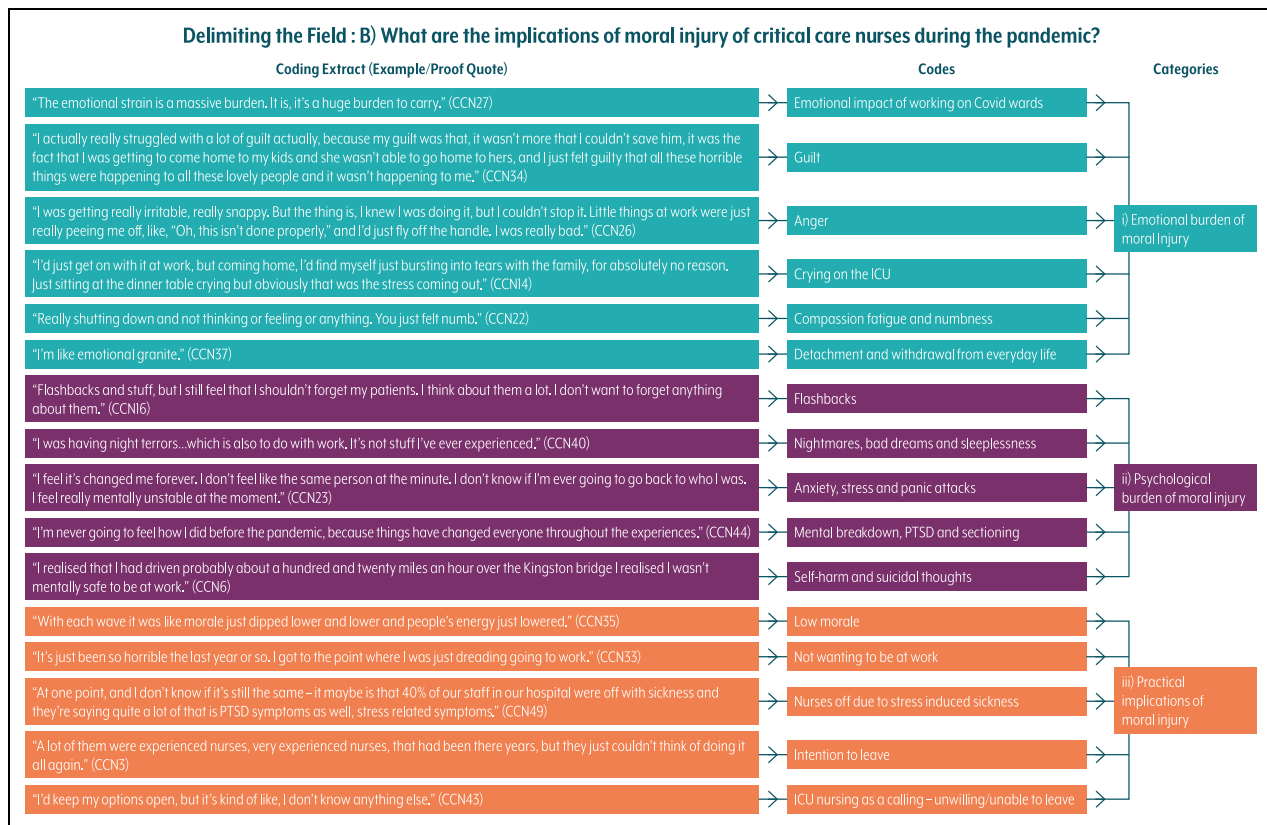 Delimiting the Field : B) What are the implications of moral injury of critical care nurses during the pandemic?
Coding Extract (Example/Proof Quote)
Codes
Categories
“The emotional strain is a massive burden. It is, it’s a huge burden to carry.” (CCN27)
Emotional impact of working on Covid wards
“I actually really struggled with a lot of guilt actually, because my guilt was that, it wasn’t more that I couldn’t save him, it was the
fact that I was getting to come home to my kids and she wasn’t able to go home to hers, and I just felt guilty that all these horrible
things were happening to all these lovely people and it wasn’t happening to me.” (CCN34)
Guilt
“I was getting really irritable, really snappy. But the thing is, I knew I was doing it, but I couldn’t stop it. Little things at work were just
really peeing me off, like, “Oh, this isn’t done properly,” and I’d just fly off the handle. I was really bad.” (CCN26)
Anger
i) Emotional burden of
moral Injury
“I’d just get on with it at work, but coming home, I’d find myself just bursting into tears with the family, for absolutely no reason.
Just sitting at the dinner table crying but obviously that was the stress coming out.” (CCN14)
Crying on the ICU
“Really shutting down and not thinking or feeling or anything. You just felt numb.” (CCN22)
Compassion fatigue and numbness
“I’m like emotional granite.” (CCN37)
Detachment and withdrawal from everyday life
“Flashbacks and stuff, but I still feel that I shouldn’t forget my patients. I think about them a lot. I don’t want to forget anything
about them.” (CCN16)
Flashbacks
“I was having night terrors...which is also to do with work. It’s not stuff I’ve ever experienced.” (CCN40)
Nightmares, bad dreams and sleeplessness
“I feel it’s changed me forever. I don’t feel like the same person at the minute. I don’t know if I’m ever going to go back to who I was.
I feel really mentally unstable at the moment.” (CCN23)
Anxiety, stress and panic attacks
ii) Psychological
burden of moral injury
“I’m never going to feel how I did before the pandemic, because things have changed everyone throughout the experiences.” (CCN44)
Mental breakdown, PTSD and sectioning
“I realised that I had driven probably about a hundred and twenty miles an hour over the Kingston bridge I realised I wasn’t
mentally safe to be at work.” (CCN6)
Self-harm and suicidal thoughts
“With each wave it was like morale just dipped lower and lower and people’s energy just lowered.” (CCN35)
Low morale
“It’s just been so horrible the last year or so. I got to the point where I was just dreading going to work.” (CCN33)
Not wanting to be at work
“At one point, and I don’t know if it’s still the same – it maybe is that 40% of our staff in our hospital were off with sickness and
they’re saying quite a lot of that is PTSD symptoms as well, stress related symptoms.” (CCN49)
Nurses off due to stress induced sickness
iii) Practical
implications of
moral injury
“A lot of them were experienced nurses, very experienced nurses, that had been there years, but they just couldn’t think of doing it
all again.” (CCN3)
Intention to leave
“I’d keep my options open, but it’s kind of like, I don’t know anything else.” (CCN43)
ICU nursing as a calling – unwilling/unable to leave